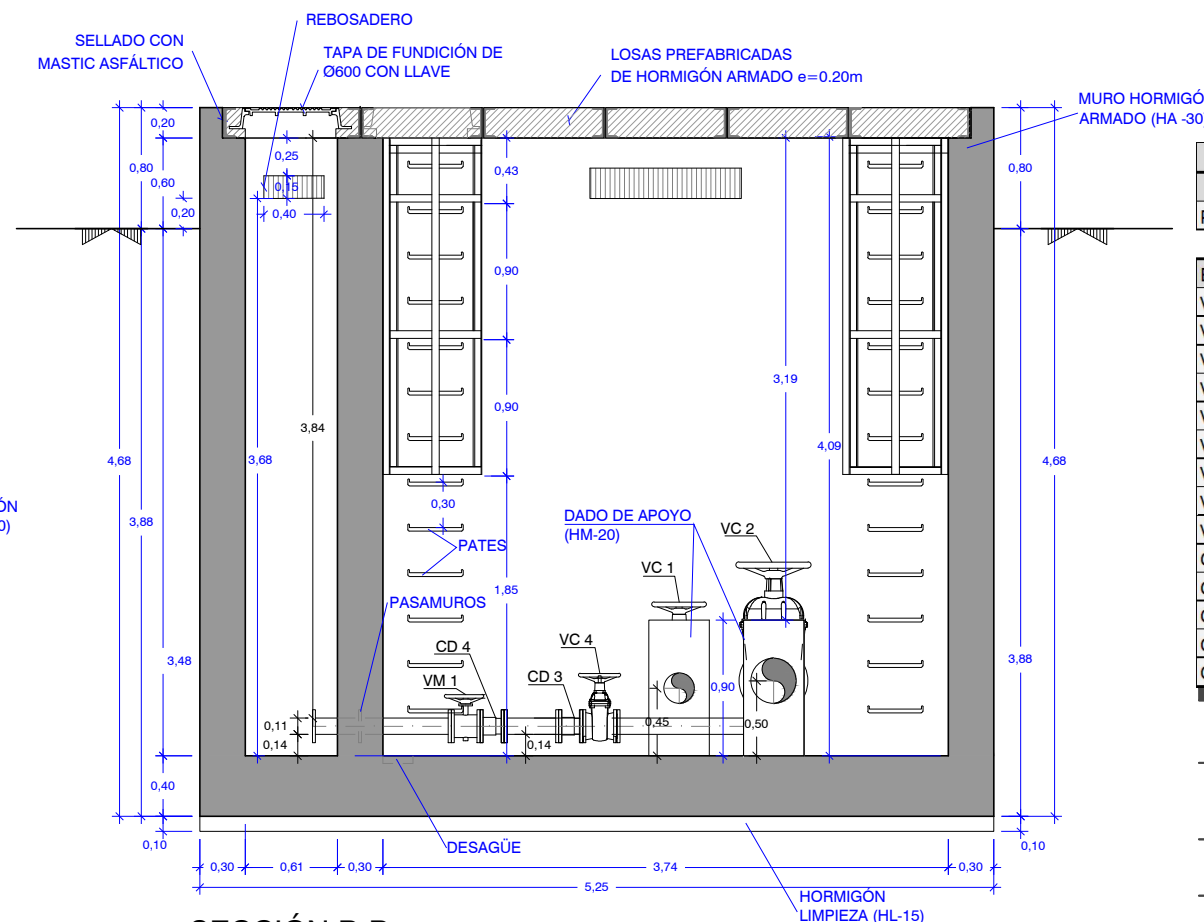 REBOSADERO
SELLADO CON
MASTIC ASFÁLTICO
TAPA DE FUNDICIÓN DE
Ø600 CON LLAVE
LOSAS PREFABRICADAS
DE HORMIGÓN ARMADO e=0.20m
MURO HORMIGÓ
ARMADO (HA -30
0,20
0,80
0,60
0,20
0,25
0,15
0,40
0,43
0,80
0,90
0,90
3,19
3,84
3,68
4,09
4,68
3,88
4,68
ÓN
0)
0,30
DADO DE APOYO
(HM-20)
VC 2
PATES
VC 1
1,85
PASAMUROS
3,48
CD 4
VC 4
VM 1
CD 3
0,90
3,88
0,11
0,14
0,14
0,45
0,50
0,40
0,10
0,10
DESAGÜE
0,30
0,61
0,30
3,74
0,30
5,25
HORMIGÓN
LIMPIEZA (HL-15)